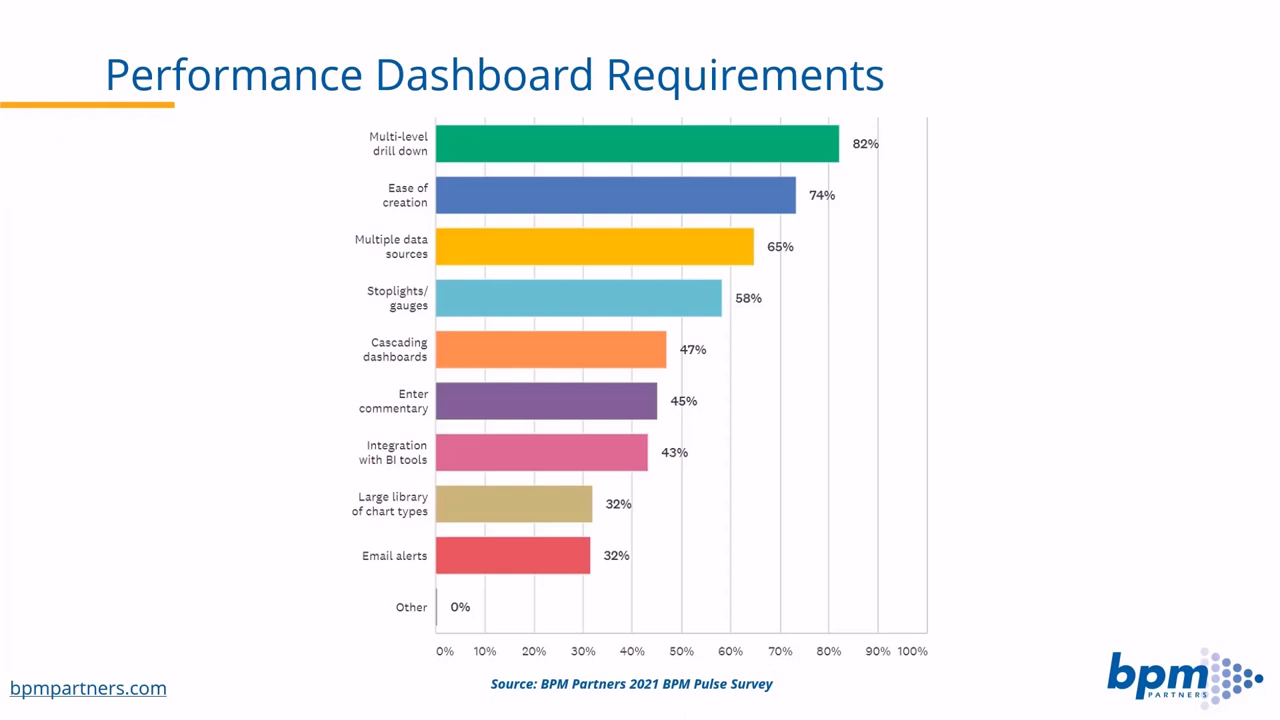 Performance Dashboard Requirements
Multi-level
drill down
82%
Ease of
creation
74%
Multiple data
sources
65%
Stoplights/
gauges
58%
Cascading
dashboards
47%
Enter
commentary
45%
Integration
with BI tools
43%
Large library
of chart types
32%
Email alerts
32%
Other
0%
0% 10% 20% 30% 40% 50% 60% 70% 80% 90% 100%
Source: BPM Partners 2021 BPM Pulse Survey
bpmpartners.com
bpm
PARTNERS